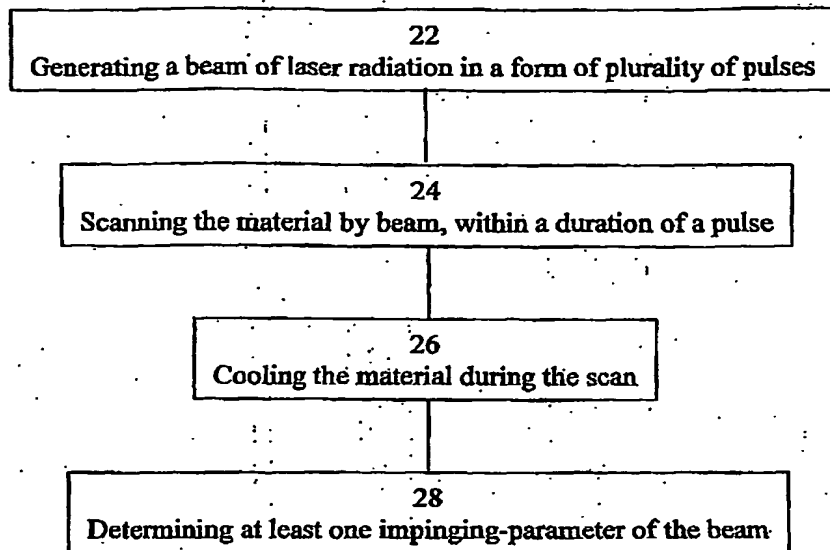 22
Generating a beam of laser radiation in a form of plurality of pulses
24
Scanning the material by beam, within a duration of a pulse
26
Cooling the material during the scan
28
Determining at least one impinging-parameter of the beam